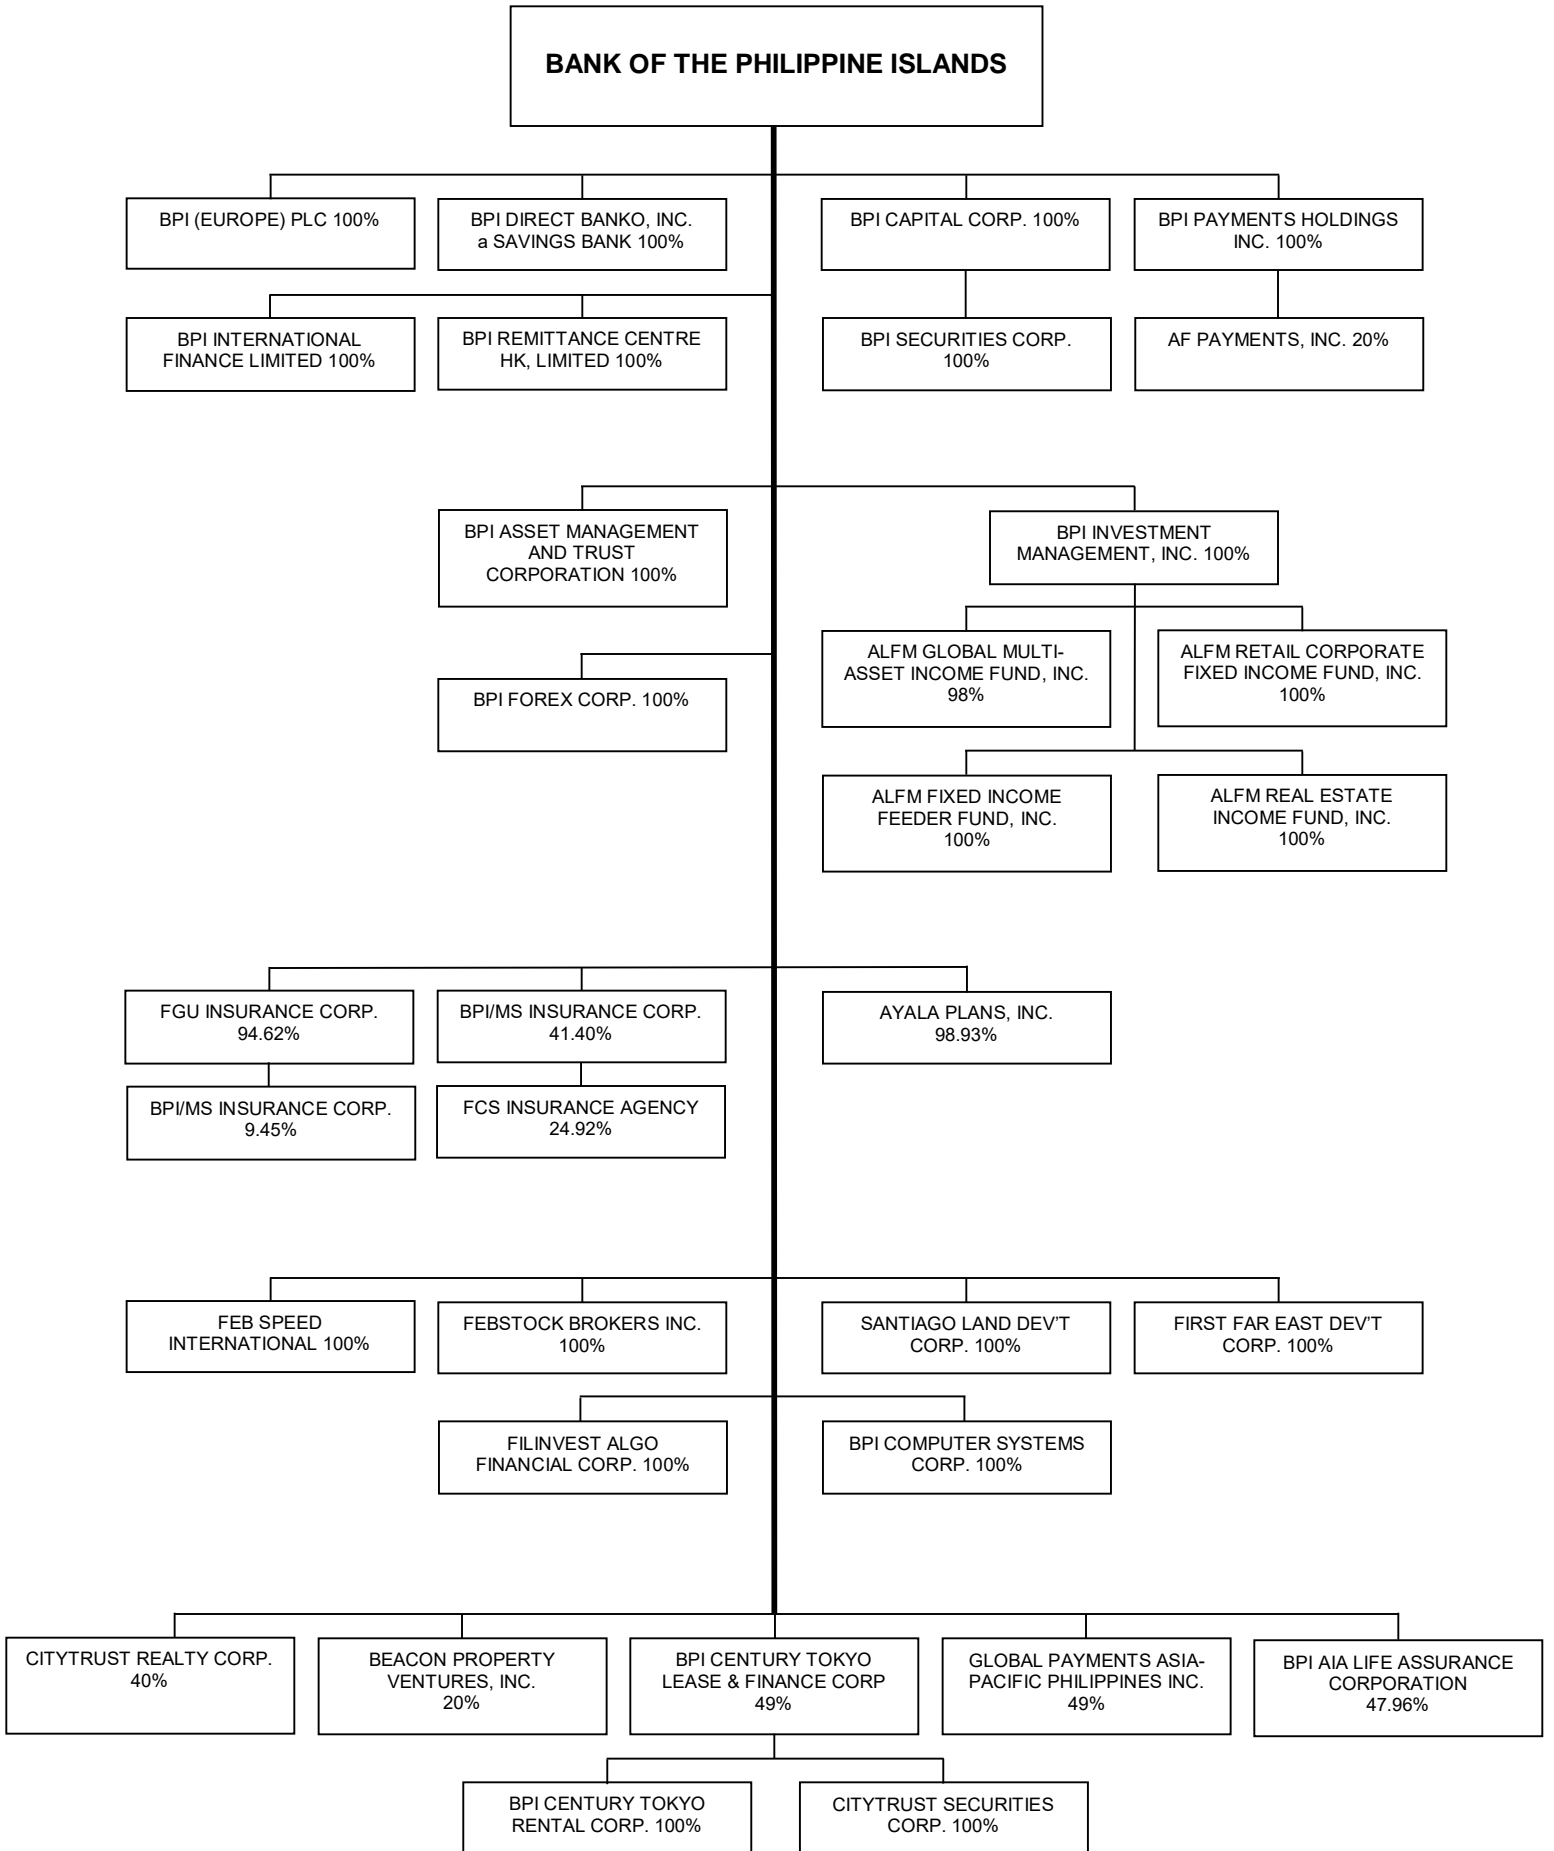 BANK OF THE PHILIPPINE ISLANDS
BPI (EUROPE) PLC 100%
BPI DIRECT BANKO, INC.
a SAVINGS BANK 100%
BPI CAPITAL CORP. 100%
BPI PAYMENTS HOLDINGS
INC. 100%
BPI INTERNATIONAL
FINANCE LIMITED 100%
BPI REMITTANCE CENTRE
HK, LIMITED 100%
BPI SECURITIES CORP.
100%
AF PAYMENTS, INC. 20%
BPI ASSET MANAGEMENT
AND TRUST
CORPORATION 100%
BPI INVESTMENT
MANAGEMENT, INC. 100%
ALFM GLOBAL MULTI-
ASSET INCOME FUND, INC.
98%
ALFM RETAIL CORPORATE
FIXED INCOME FUND, INC.
100%
BPI FOREX CORP. 100%
ALFM FIXED INCOME
FEEDER FUND, INC.
100%
ALFM REAL ESTATE
INCOME FUND, INC.
100%
FGU INSURANCE CORP.
94.62%
BPI/MS INSURANCE CORP.
41.40%
AYALA PLANS, INC.
98.93%
BPI/MS INSURANCE CORP.
9.45%
FCS INSURANCE AGENCY
24.92%
FEB SPEED
INTERNATIONAL 100%
FEBSTOCK BROKERS INC.
100%
SANTIAGO LAND DEV’T
CORP. 100%
FIRST FAR EAST DEV’T
CORP. 100%
FILINVEST ALGO
FINANCIAL CORP. 100%
BPI COMPUTER SYSTEMS
CORP. 100%
CITYTRUST REALTY CORP.
40%
BEACON PROPERTY
VENTURES, INC.
20%
BPI CENTURY TOKYO
LEASE & FINANCE CORP
49%
GLOBAL PAYMENTS ASIA-
PACIFIC PHILIPPINES INC.
49%
BPI AIA LIFE ASSURANCE
CORPORATION
47.96%
BPI CENTURY TOKYO
RENTAL CORP. 100%
CITYTRUST SECURITIES
CORP. 100%